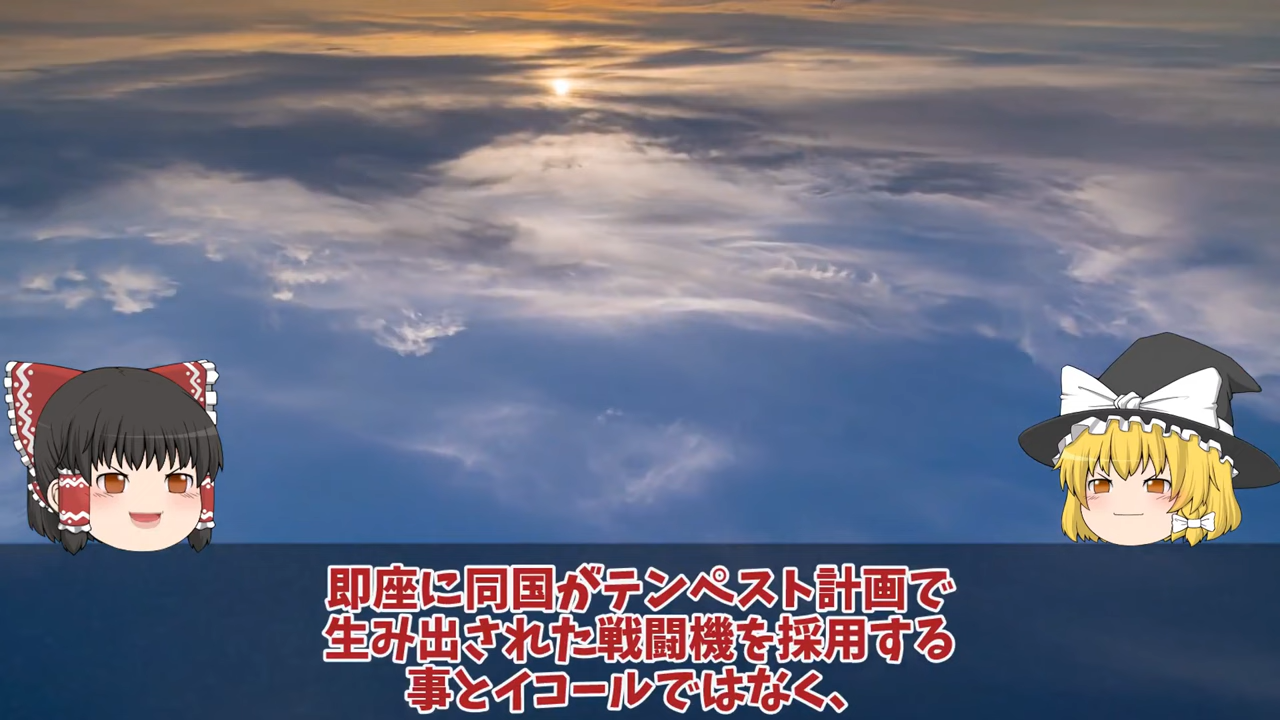 即座に同国がテンペスト計画で
生み出された戦闘機を採用する
事とイコールではなく、